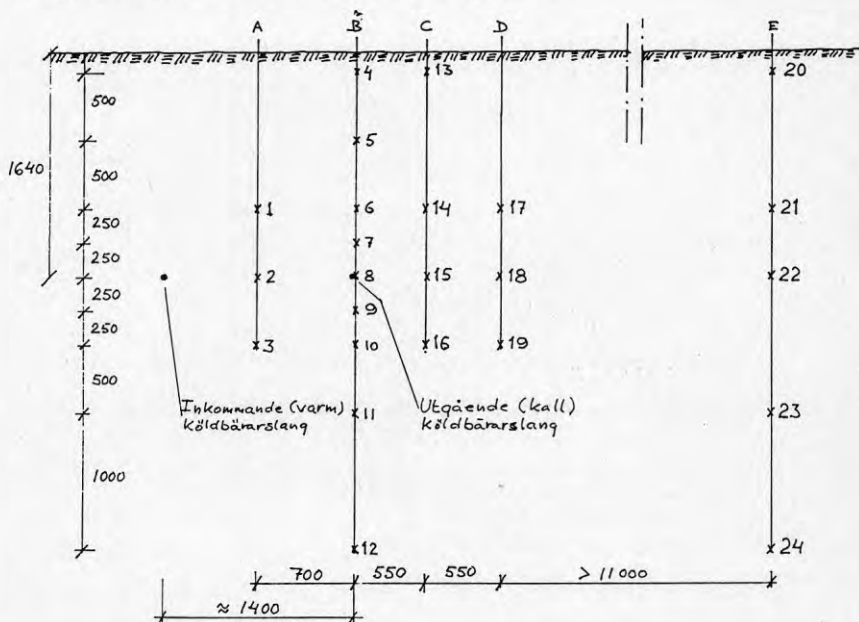 A B C D E
4 13 20
500
5
1640
500
1 6 14 17 21
250
7
250
2 8 15 18 22
250
9
250
3 10 16 19
500
Inkommande (varm)
köldbärarslang
11
Utgående (kall)
köldbärarslang
23
1000
12 24
700 550 550 > 11 000
≈ 1400